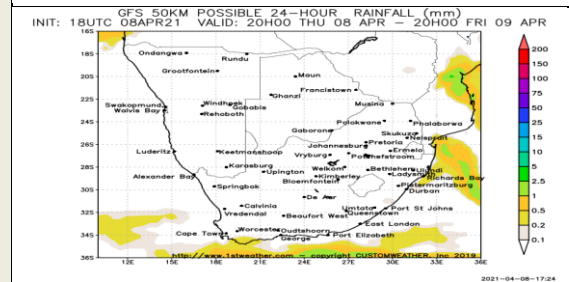 GFS 50KM POSSIBLE 24-HOUR RAINFALL (mm)
INIT: 18UTC 08APR21 VALID: 20H00 THU 08 APR - 20H00 FRI 09 APR
16S
18S
20S
22S
24S
26S
28S
30S
32S
34S
36S
Ondangwa
Rundu
Grootfontein
Maun
Francistown
Ghanzi
Musina
Swakopmund
Windhoek
Gobabis
Walvis Bay
Rehoboth
Polokwane
Phalaborwa
Gaborone
Skukuza
Nelspruit
Pretoria
Johannesburg
Luderitz
Keetmanshoop
Vryburg
Potchefstroom
Ermelo
Karasburg
Upington
Welkom
Bethlehem
Ulundi
Alexander Bay
Kimberley
Ladysmith
Richards Bay
Bloemfontein
Springbok
Pietermaritzburg
Durban
De Aar
Calvinia
Umtata
Port St Johns
Vredendal
Beaufort West
Queenstown
East London
Cape Town
Worcester
Oudtshoorn
George
Port Elizabeth
http://www.1stweather.com - copyright CUSTOMWEATHER, Inc 2019
12E
15E
18E
21E
24E
27E
30E
33E
36E
200
150
100
75
50
25
15
10
5
2.5
1
0.5
0.2
0.1
2021-04-08-17:24